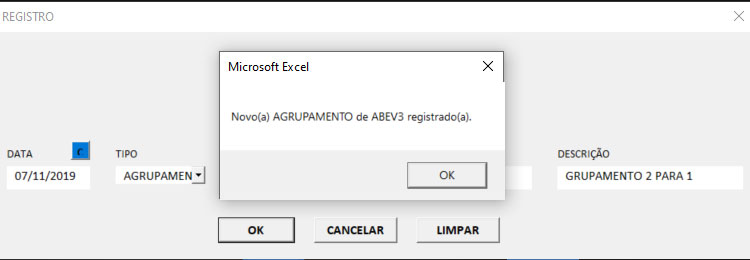 REGISTRO
Microsoft Excel
Novo(a) AGRUPAMENTO de ABEV3 registrado(a).
OK
DATA
C
TIPO
DESCRIÇÃO
07/11/2019
AGRUPAMEN
GRUPAMENTO 2 PARA 1
OK
CANCELAR
LIMPAR